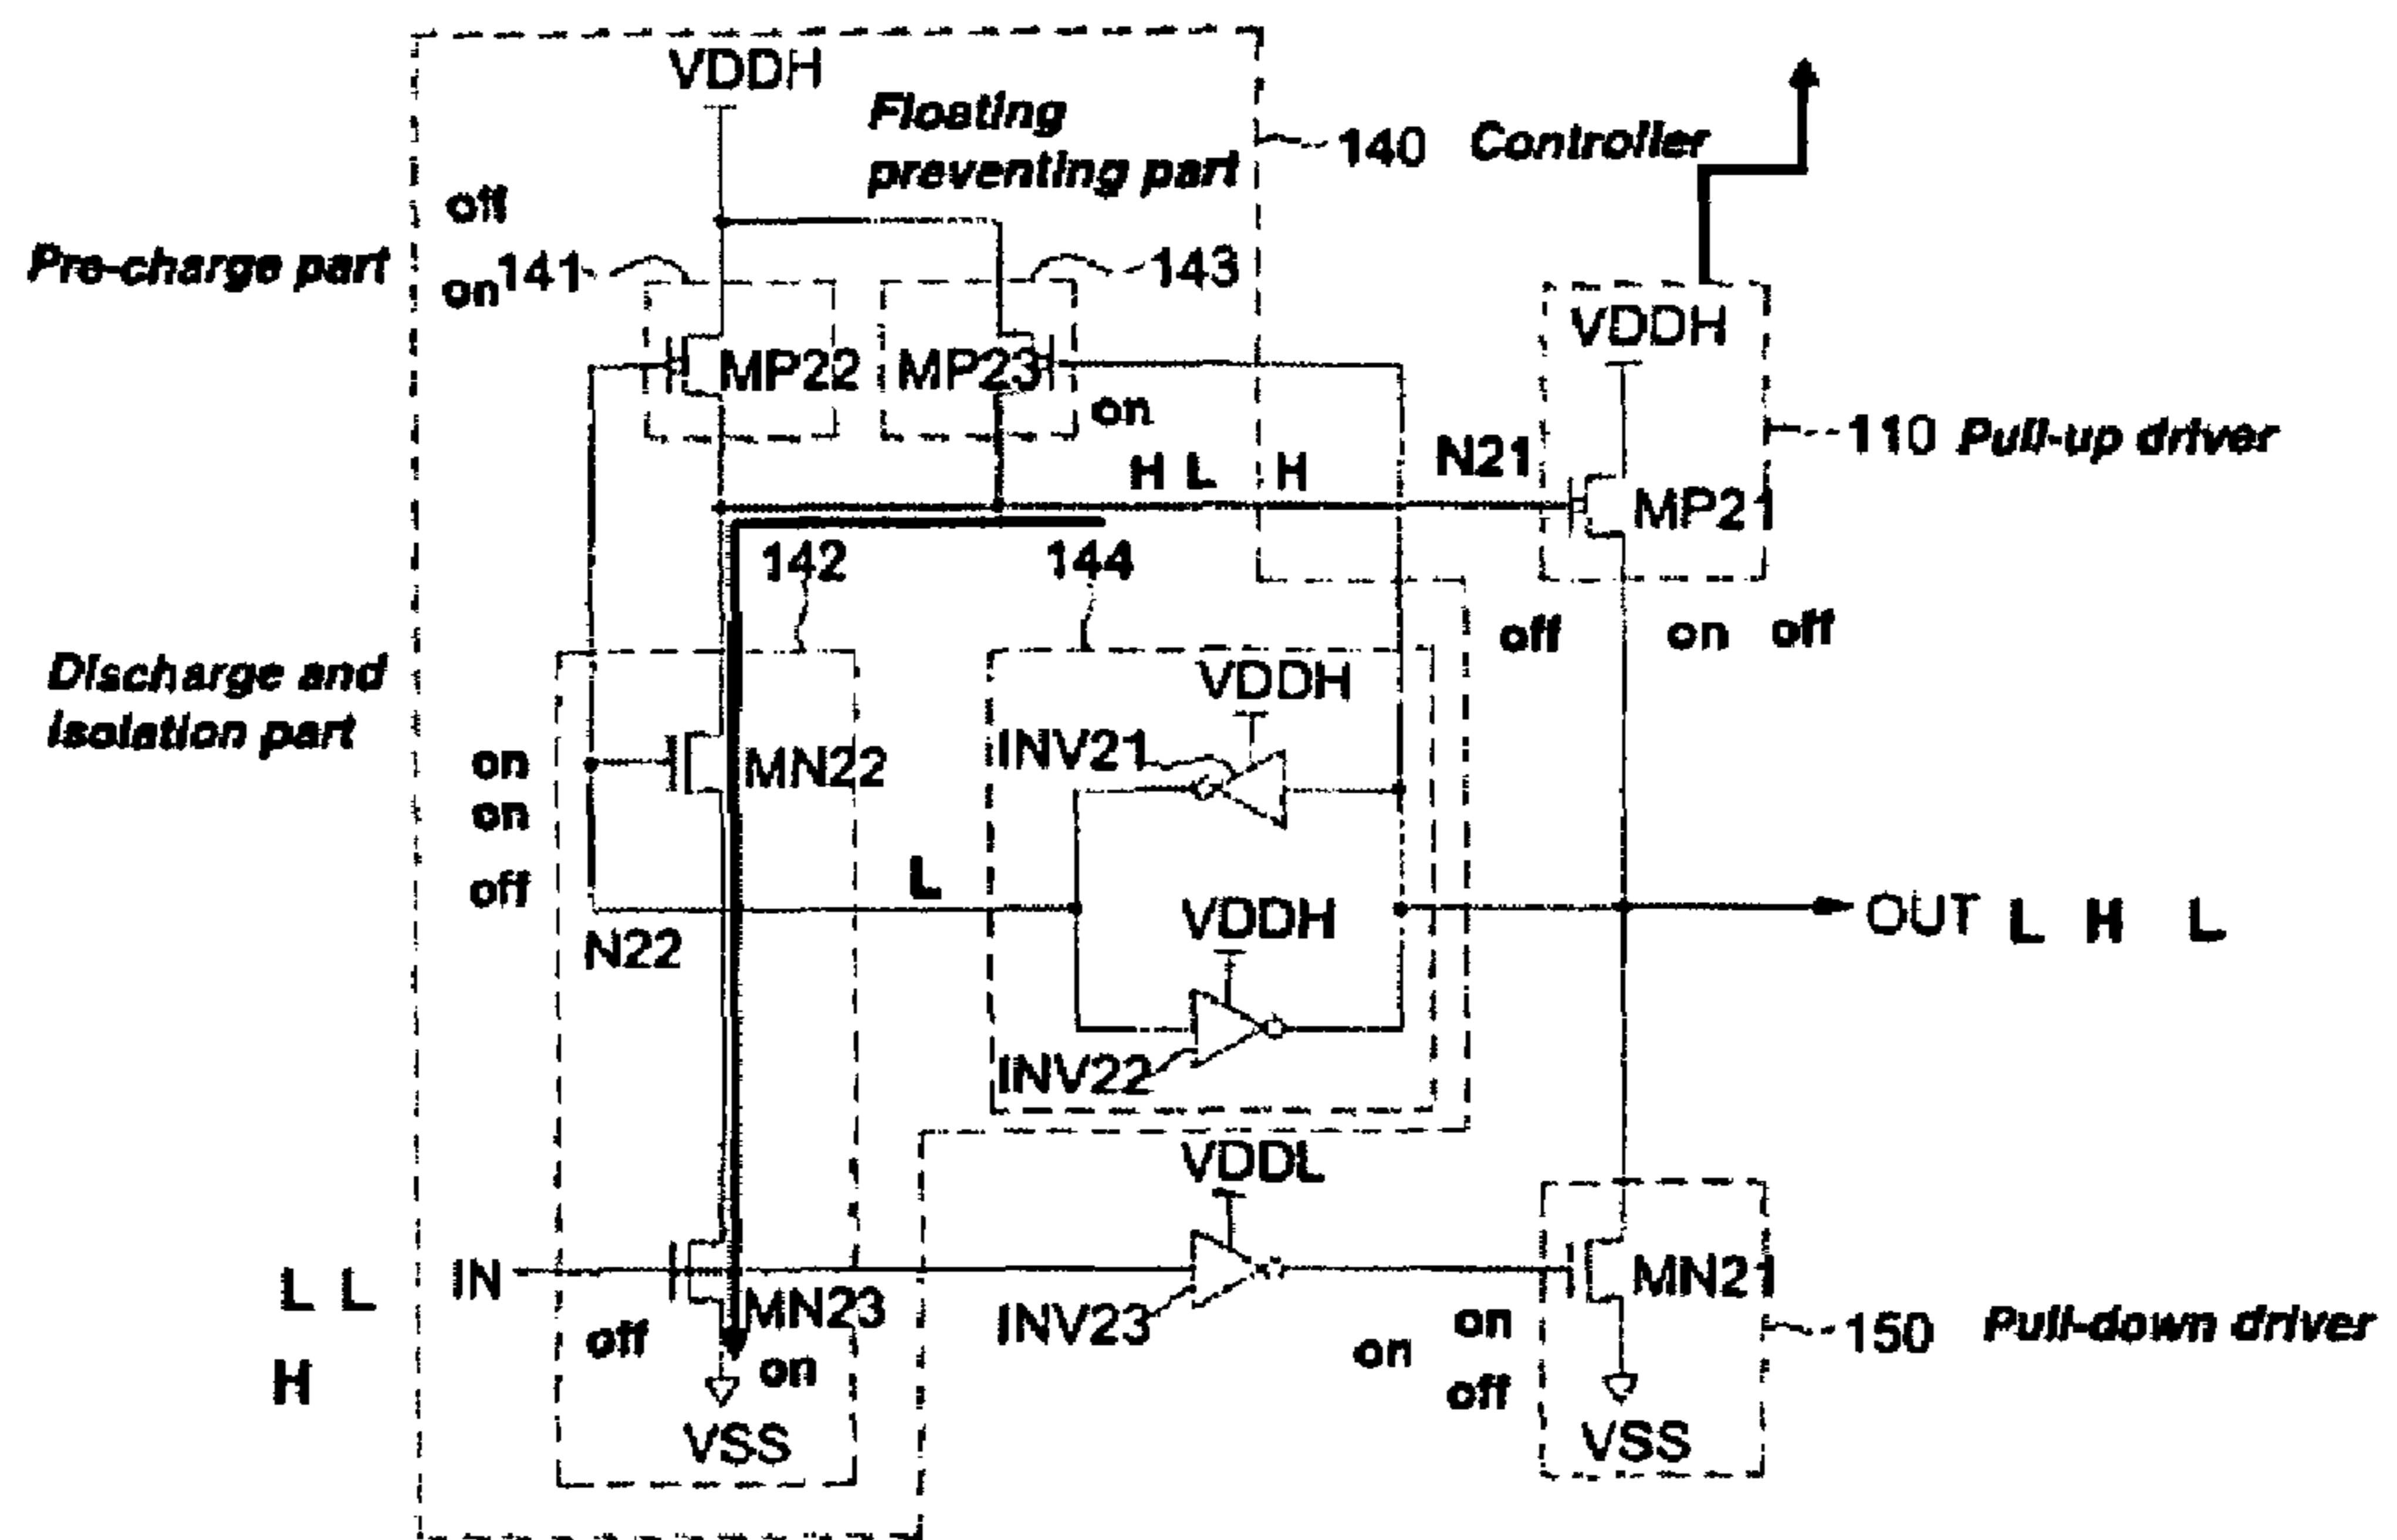 VDDH
Floating
preventing part
140 Controller
off
Pre-charge part
on 141
143
VDDH
MP22
MP23
on
110 Pull-up driver
H L H
N21
MP21
142
144
off on off
Discharge and
isolation part
VDDH
on
MN22
INV21
on
off
L
VDDH
OUT L H L
N22
INV22
VDDL
L L
IN
MN21
H
off
MN23
on
INV23
on
on
off
150 Pull-down driver
VSS
VSS